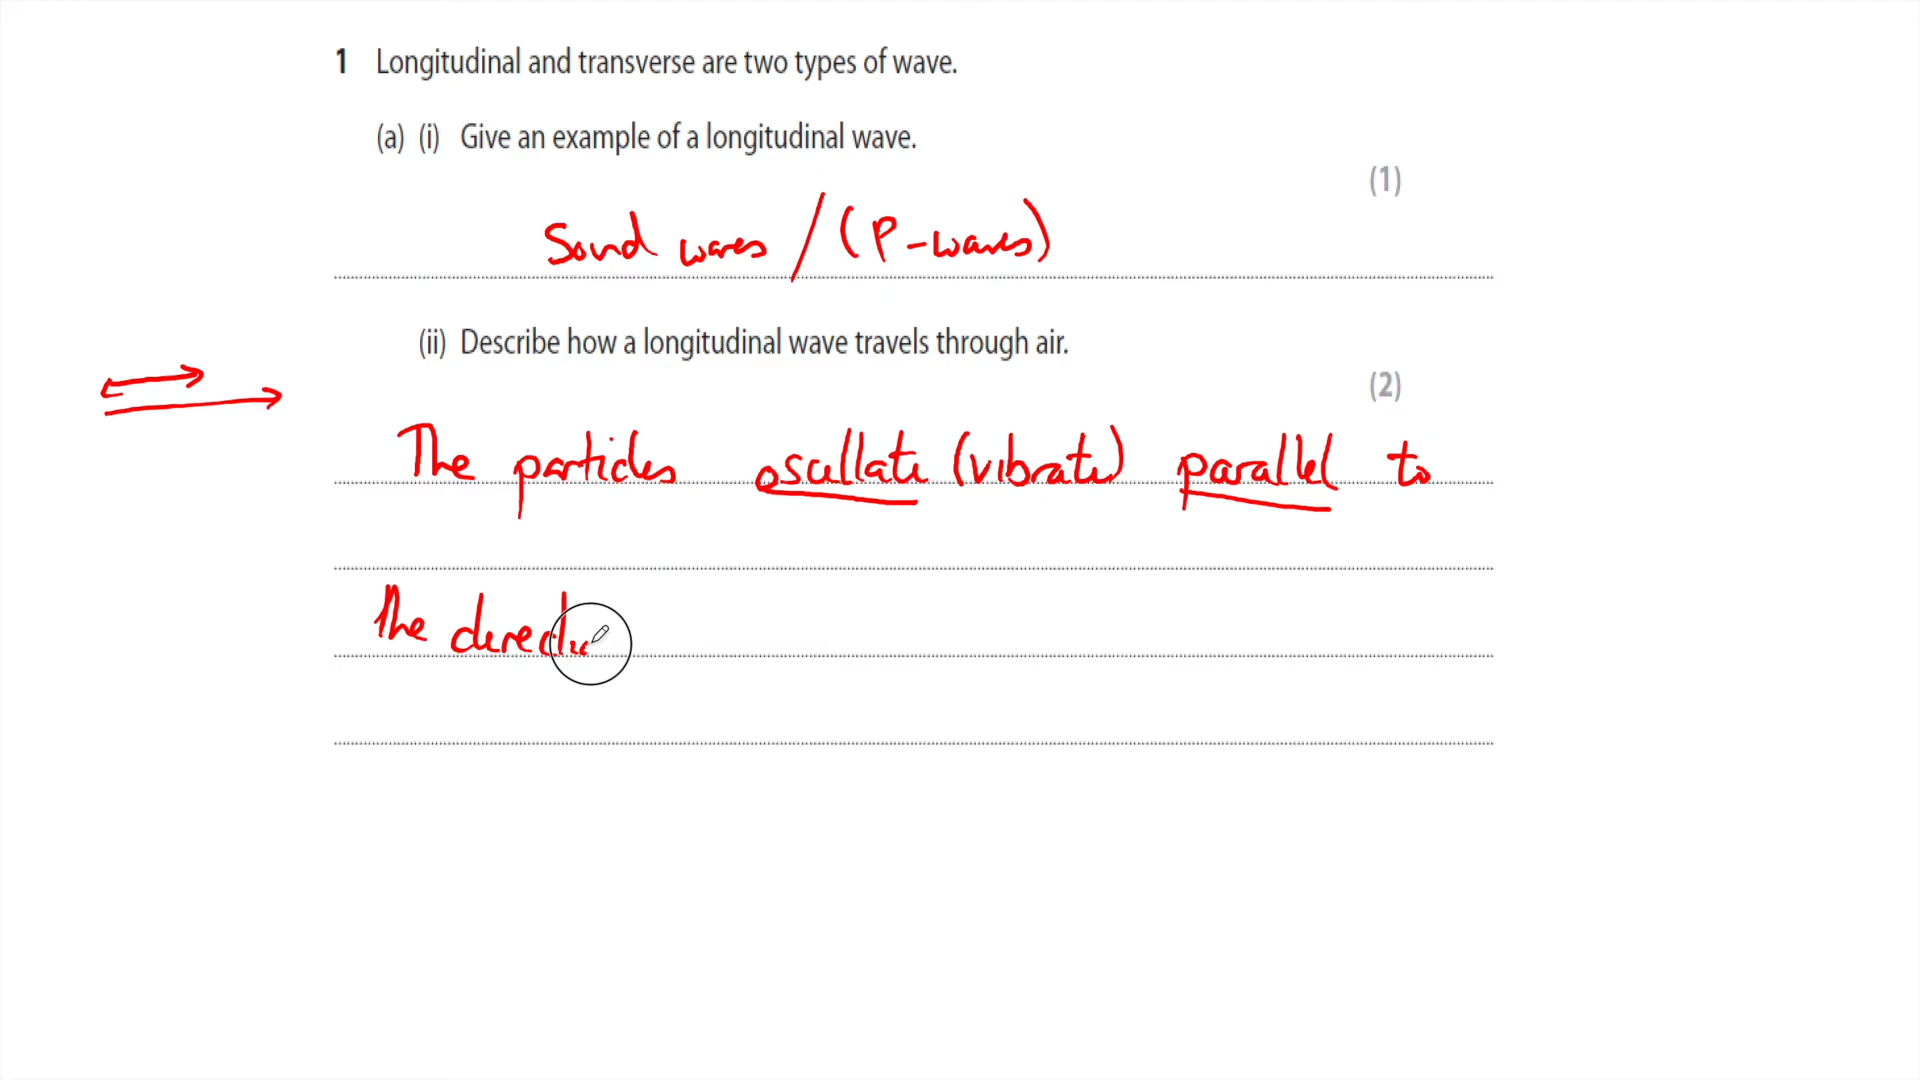 1 Longitudinal and transverse are two types of wave.
(a) (i) Give an example of a longitudinal wave.
(1)
Sound waves / (P-waves)
(ii) Describe how a longitudinal wave travels through air.
(2)
The particles oscillate (vibrate) parallel to
the